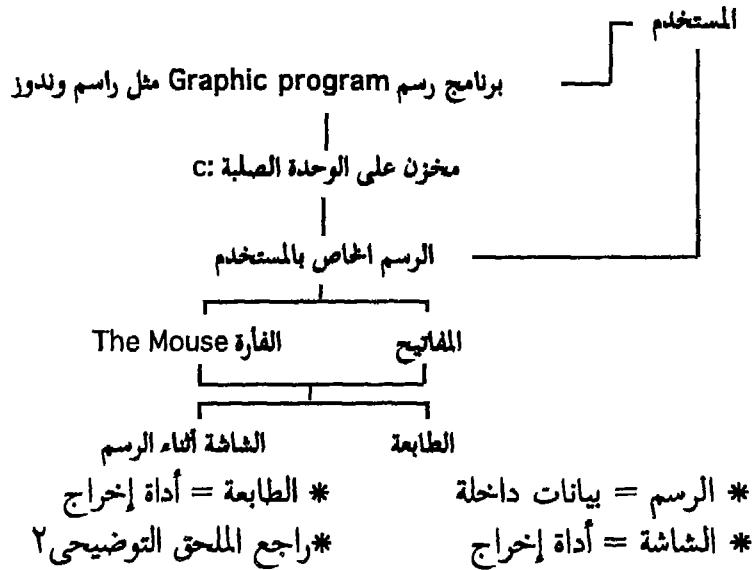 المستخدم
برنامج رسم Graphic program مثل راسم وندوز
مخزن على الوحدة الصلبة :c
الرسم الخاص بالمستخدم
المفاتيح الفأرة The Mouse
الطابعة الشاشة أثناء الرسم
* الرسم = بيانات داخلة * الطابعة = أداة إخراج
* الشاشة = أداة إخراج *راجع الملحق التوضيحى٢